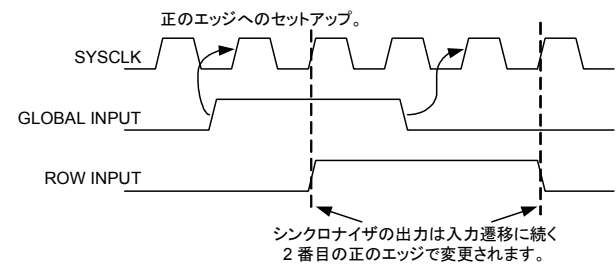 正のエッジへのセットアップ。
SYSCLK
GLOBAL INPUT
ROW INPUT
シンクロナイザの出力は入力遷移に続く
2 番目の正のエッジで変更されます。